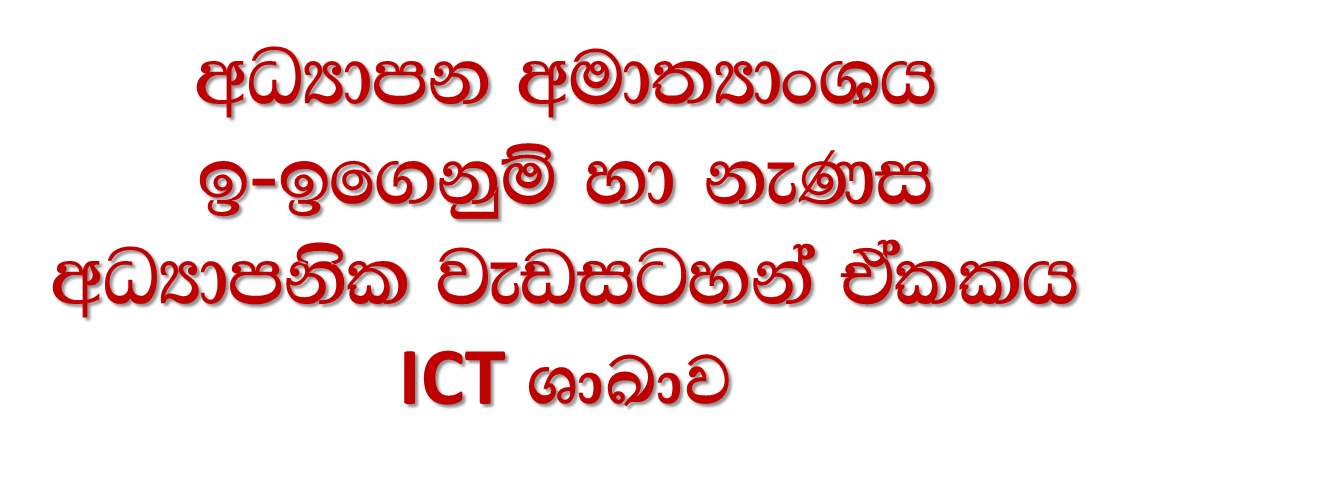 අධ්‍යාපන අමාත්‍යාංශය
ඉ-ඉගෙනුම් හා නැණස
අධ්‍යාපනික වැඩසටහන් ඒකකය
ICT ශාඛාව